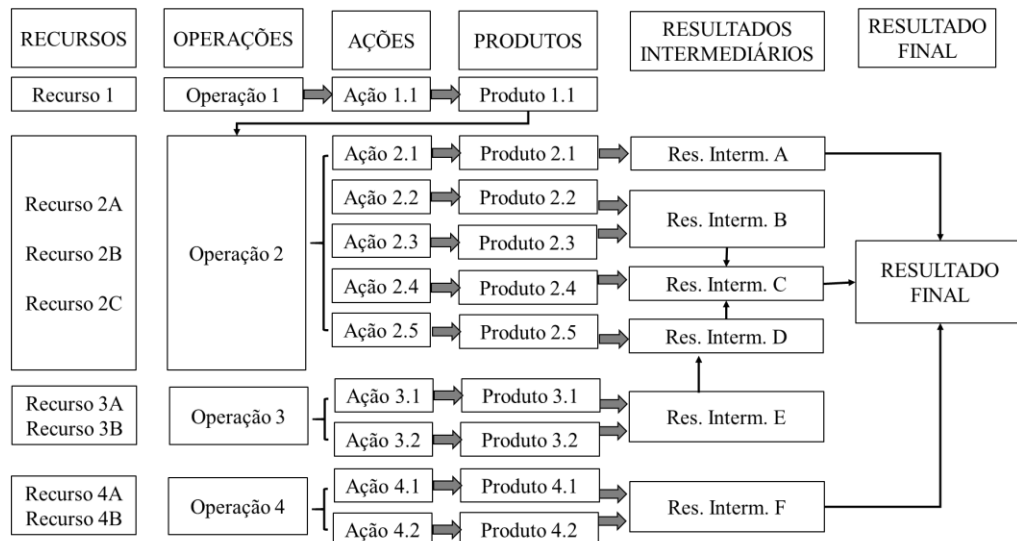 RECURSOS
OPERAÇÕES
AÇÕES
PRODUTOS
RESULTADOS
INTERMEDIÁRIOS
RESULTADO
FINAL
Recurso 1
Operação 1
Ação 1.1
Produto 1.1
Recurso 2A
Recurso 2B
Recurso 2C
Operação 2
Ação 2.1
Produto 2.1
Res. Interm. A
Ação 2.2
Produto 2.2
Res. Interm. B
Ação 2.3
Produto 2.3
Ação 2.4
Produto 2.4
Res. Interm. C
Ação 2.5
Produto 2.5
Res. Interm. D
RESULTADO
FINAL
Recurso 3A
Recurso 3B
Operação 3
Ação 3.1
Produto 3.1
Ação 3.2
Produto 3.2
Res. Interm. E
Recurso 4A
Recurso 4B
Operação 4
Ação 4.1
Produto 4.1
Ação 4.2
Produto 4.2
Res. Interm. F